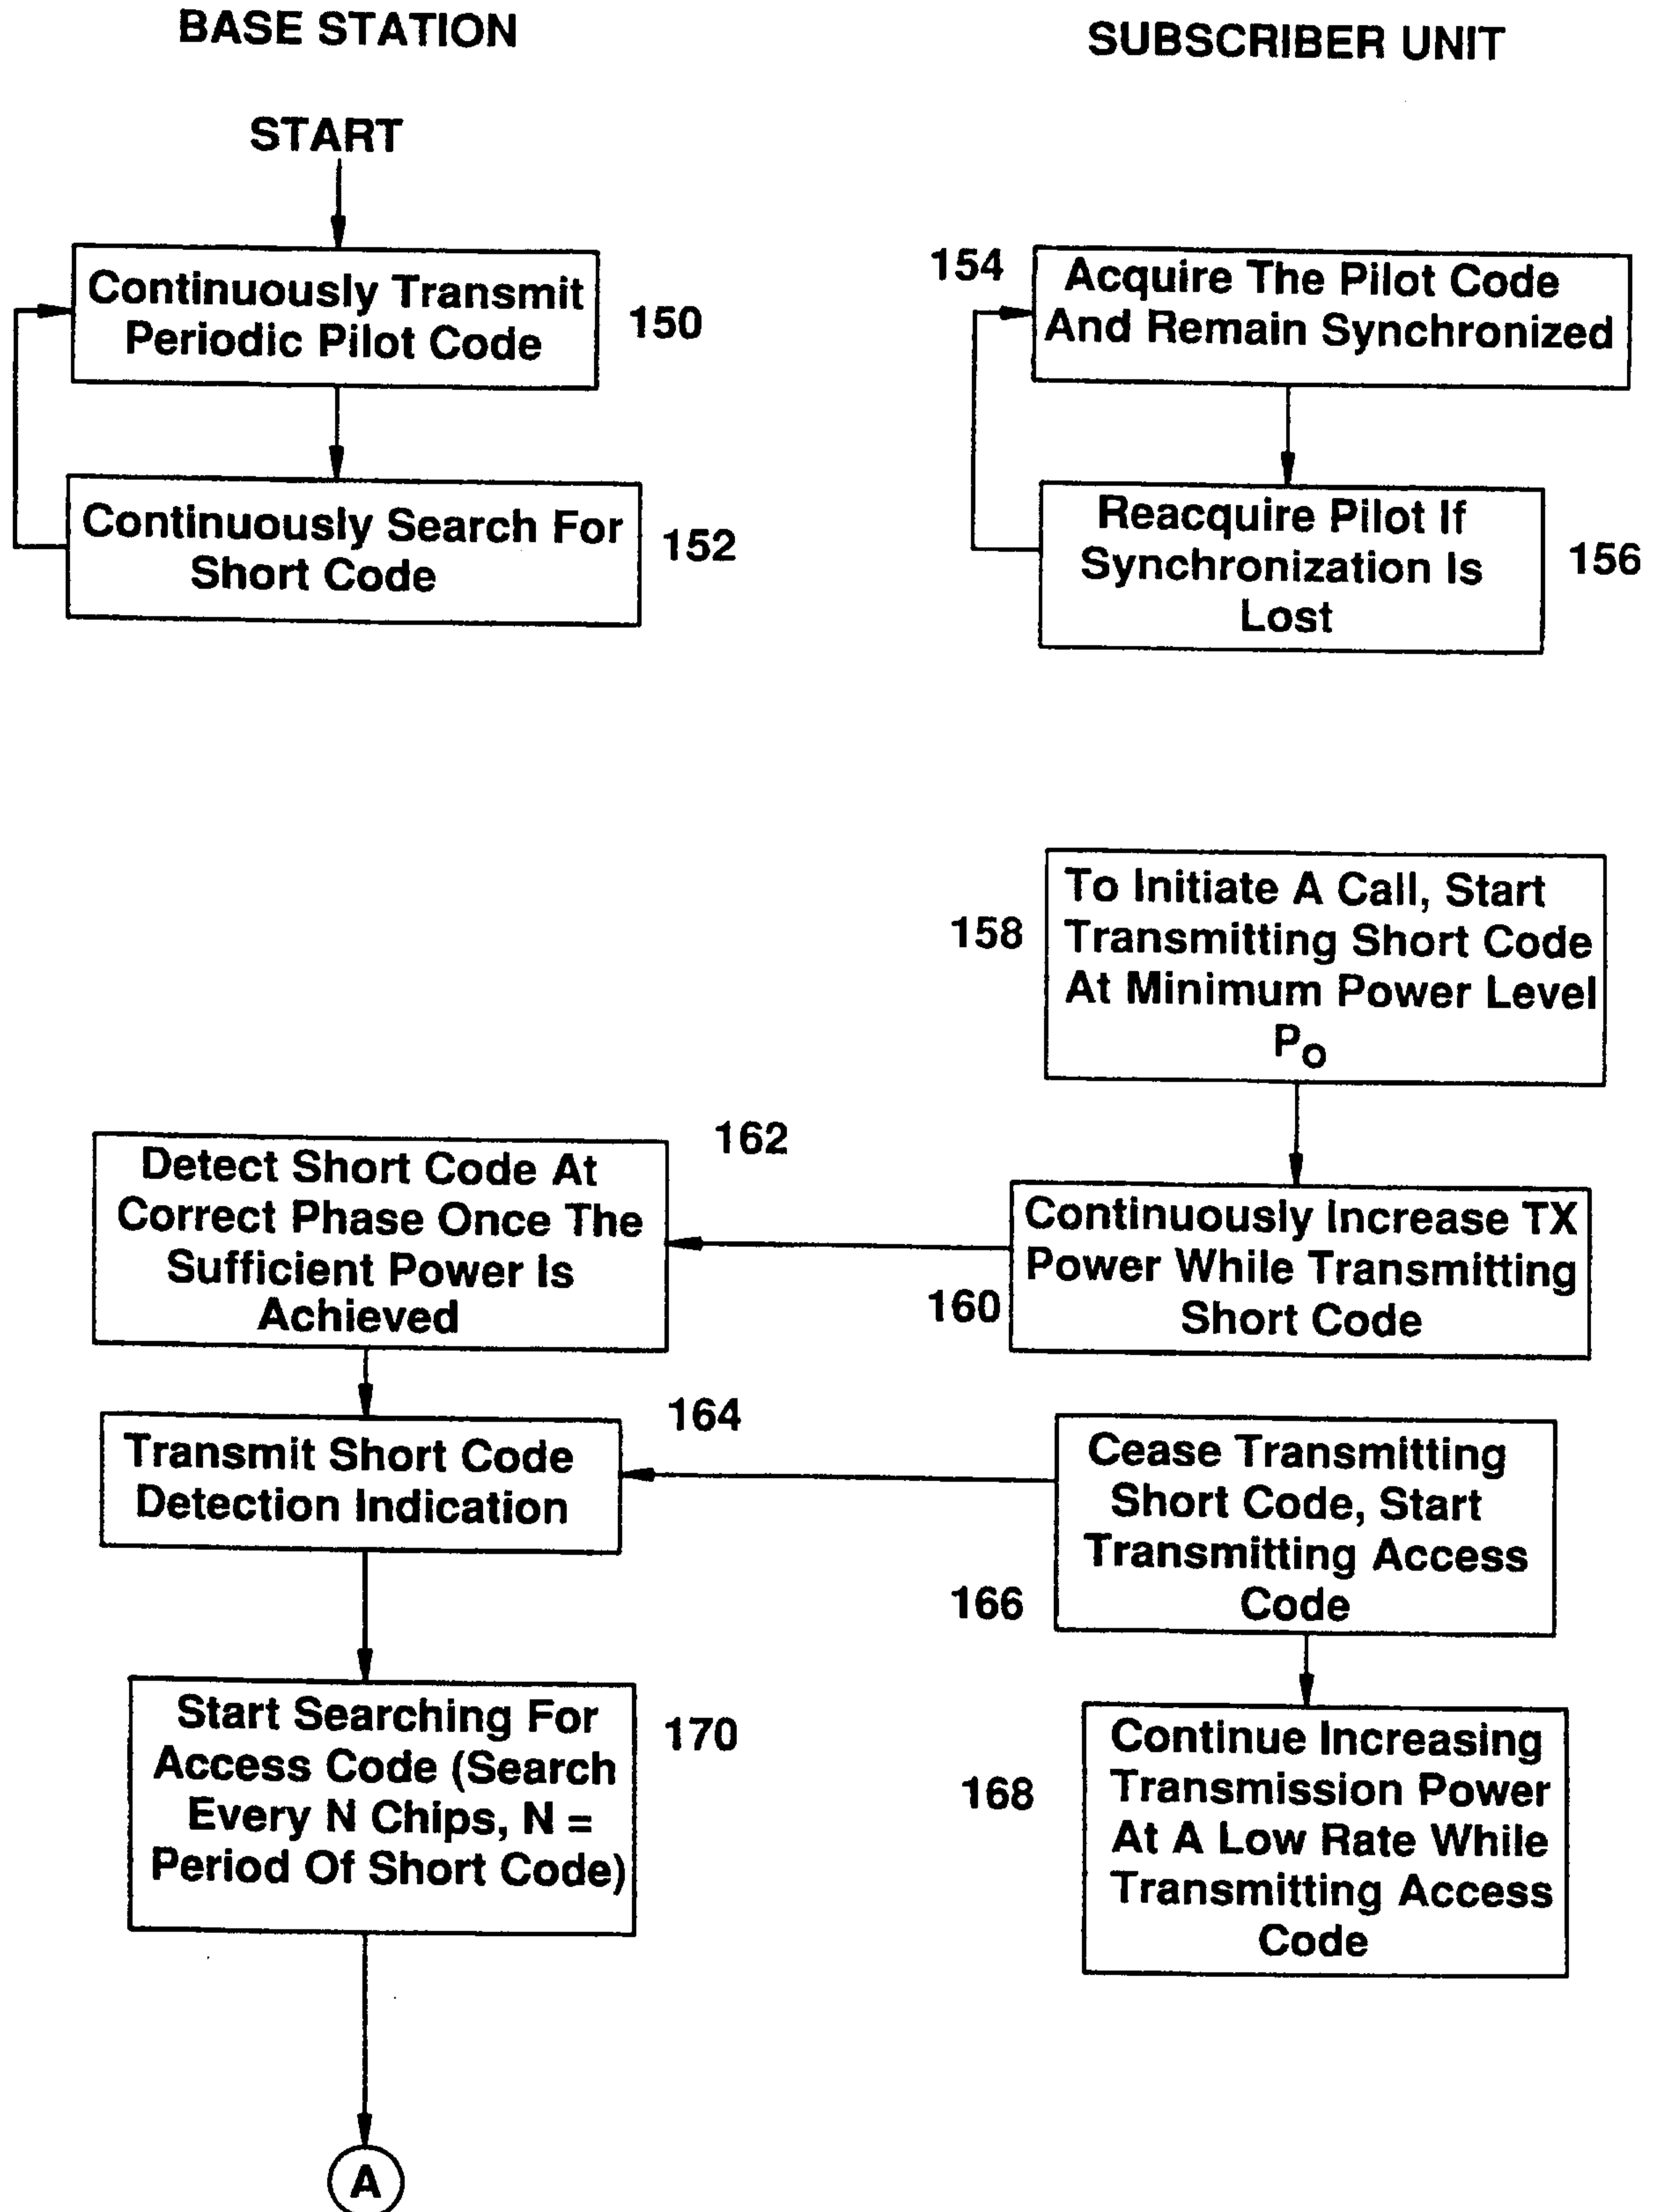 BASE STATION
SUBSCRIBER UNIT
START
Continuously Transmit
Periodic Pilot Code
150
154
Acquire The Pilot Code
And Remain Synchronized
Continuously Search For
Short Code
152
Reacquire Pilot If
Synchronization Is
Lost
156
158
To Initiate A Call, Start
Transmitting Short Code
At Minimum Power Level
Po
162
Detect Short Code At
Correct Phase Once The
Sufficient Power Is
Achieved
Continuously Increase TX
Power While Transmitting
Short Code
160
164
Transmit Short Code
Detection Indication
Cease Transmitting
Short Code, Start
Transmitting Access
Code
166
Start Searching For
Access Code (Search
Every N Chips, N =
Period Of Short Code)
170
168
Continue Increasing
Transmission Power
At A Low Rate While
Transmitting Access
Code
A